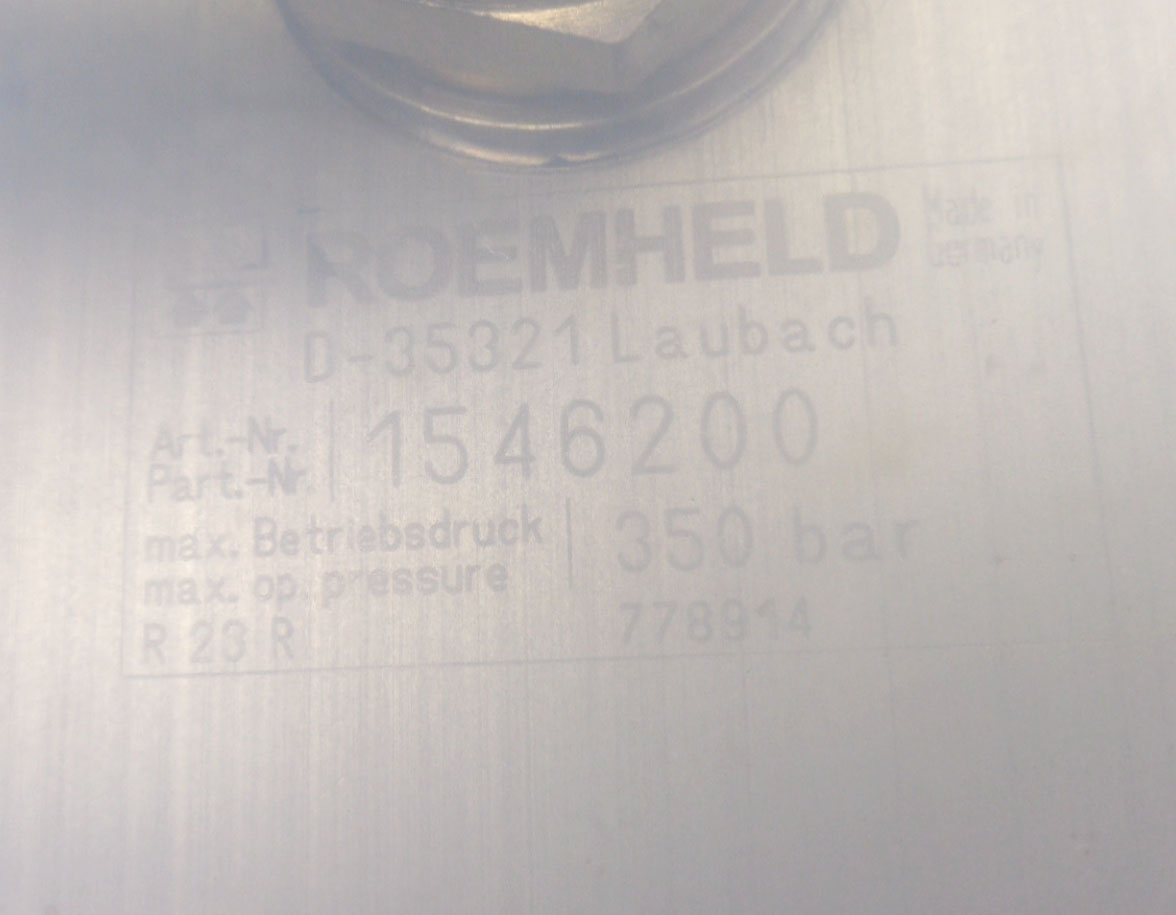 ROEMHELD
Made in
Germany
D-35321 Laubach
Art.-Nr.
Part.-Nr.
1546200
max. Betriebsdruck
max. op. pressure
350 bar
R 23 R
778914